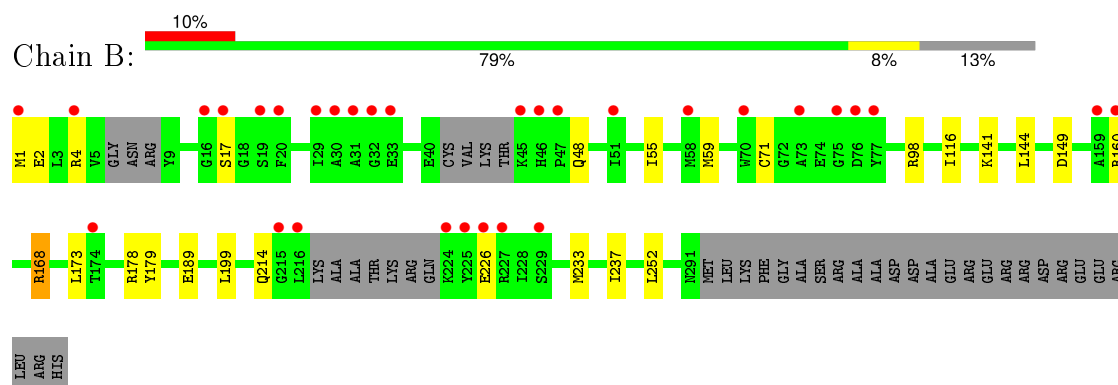 10%
Chain B:
79% 8% 13%
M1 E2 L3 R4 V5 GLY ASN ARG Y9 G16 S17 G18 S19 F20 I29 A30 A31 G32 E33 E40 CYS VAL LYS THR K45 H46 P47 Q48 I51 I55 M58 M59 W70 C71 G72 A73 E74 G75 D76 Y77 R98 I116 K141 L144 D149 A159 R160
R168 L173 T174 R178 Y179 E189 L199 Q214 G215 L216 LYS ALA ALA THR LYS ARG GLN K224 Y225 E226 R227 I228 S229 M233 I237 L252 N291 MET LEU LYS PHE GLY ALA SER ARG ALA ALA ASP ASP ALA GLU ARG GLU ARG ARG ASP ARG GLU GLU ARG
LEU ARG HIS